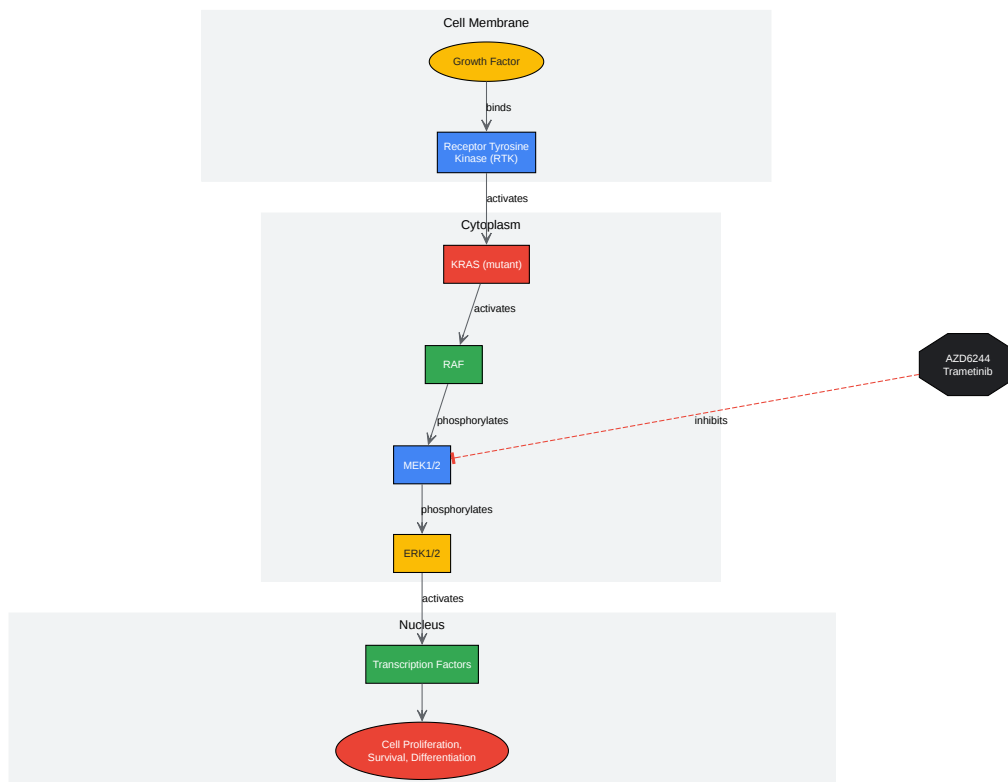 Cell Membrane
Growth Factor
binds
Receptor Tyrosine
Kinase (RTK)
activates
Cytoplasm
KRAS (mutant)
activates
RAF
AZD6244
Trametinib
phosphorylates
inhibits
MEK1/2
phosphorylates
ERK1/2
activates
Nucleus
Transcription Factors
Cell Proliferation,
Survival, Differentiation